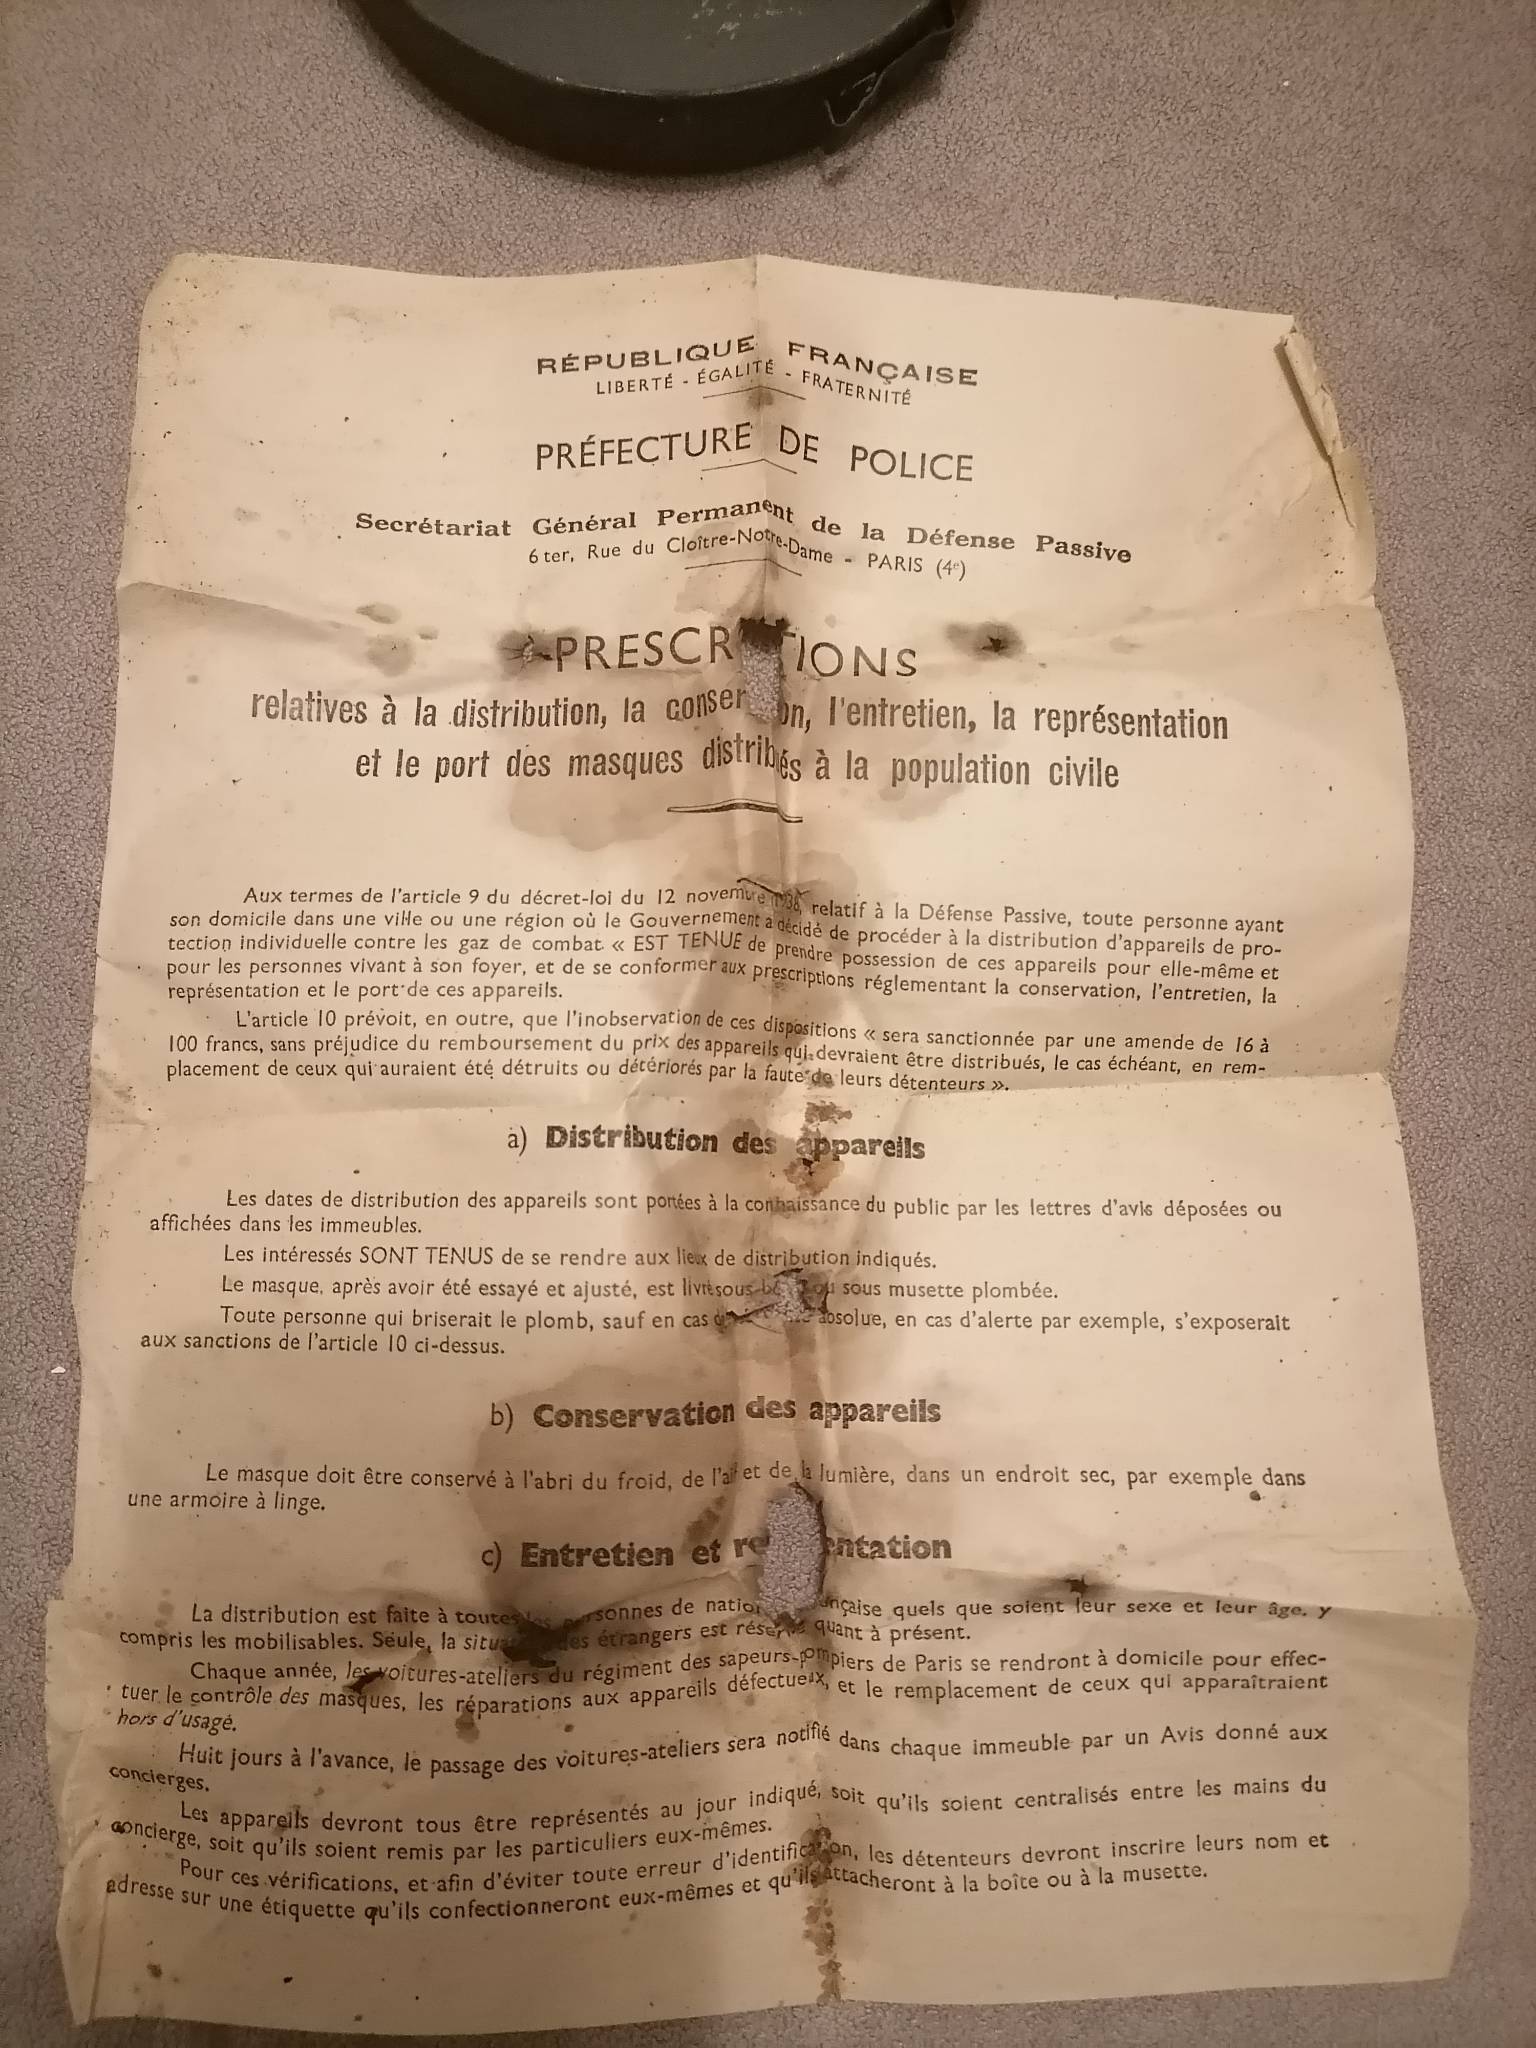 RÉPUBLIQUE FRANÇAISE
LIBERTÉ - ÉGALITÉ - FRATERNITÉ
PRÉFECTURE DE POLICE
Secrétariat Général Permanent de la Défense Passive
6 ter, Rue du Cloître-Notre-Dame - PARIS (4e)
PRESCR TIONS
relatives à la distribution, la conser on, l'entretien, la représentation
et le port des masques distribués à la population civile
Aux termes de l'article 9 du décret-loi du 12 novembre 1938, relatif à la Défense Passive, toute personne ayant
son domicile dans une ville ou une région où le Gouvernement a décidé de procéder à la distribution d'appareils de pro-
tection individuelle contre les gaz de combat « EST TENUE de prendre possession de ces appareils pour elle-même et
pour les personnes vivant à son foyer, et de se conformer aux prescriptions réglementant la conservation, l'entretien, la
représentation et le port de ces appareils.
L'article 10 prévoit, en outre, que l'inobservation de ces dispositions « sera sanctionnée par une amende de 16 à
100 francs, sans préjudice du remboursement du prix des appareils qui devraient être distribués, le cas échéant, en rem-
placement de ceux qui auraient été détruits ou détériorés par la faute de leurs détenteurs ».
a) Distribution des appareils
Les dates de distribution des appareils sont portées à la connaissance du public par les lettres d'avis déposées ou
affichées dans les immeubles.
Les intéressés SONT TENUS de se rendre aux lieux de distribution indiqués.
Le masque, après avoir été essayé et ajusté, est livré sous ou sous musette plombée.
Toute personne qui briserait le plomb, sauf en cas absolue, en cas d'alerte par exemple, s'exposerait
aux sanctions de l'article 10 ci-dessus.
b) Conservation des appareils
Le masque doit être conservé à l'abri du froid, de l'air et de la lumière, dans un endroit sec, par exemple dans
une armoire à linge.
c) Entretien et re entation
La distribution est faite à toutes les personnes de natio nçaise quels que soient leur sexe et leur âge, y
compris les mobilisables. Seule, la situa des étrangers est réservée quant à présent.
Chaque année, les voitures-ateliers du régiment des sapeurs-pompiers de Paris se rendront à domicile pour effec-
tuer le contrôle des masques, les réparations aux appareils défectueux, et le remplacement de ceux qui apparaîtraient
hors d'usage.
Huit jours à l'avance, le passage des voitures-ateliers sera notifié dans chaque immeuble par un Avis donné aux
concierges.
Les appareils devront tous être représentés au jour indiqué, soit qu'ils soient centralisés entre les mains du
concierge, soit qu'ils soient remis par les particuliers eux-mêmes.
Pour ces vérifications, et afin d'éviter toute erreur d'identification, les détenteurs devront inscrire leurs nom et
adresse sur une étiquette qu'ils confectionneront eux-mêmes et qu'ils attacheront à la boîte ou à la musette.